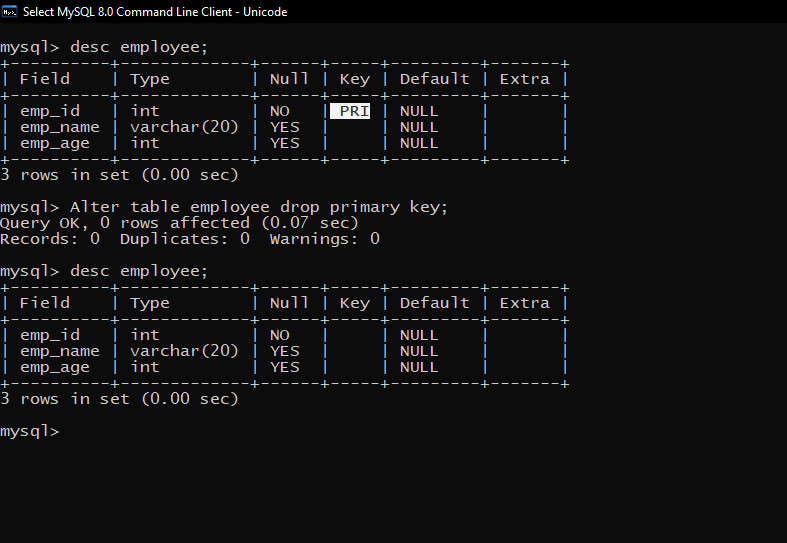 Select MySQL 8.0 Command Line Client - Unicode
mysql> desc employee;
+----------+-------------+------+-----+---------+-------+
| Field    | Type        | Null | Key | Default | Extra |
+----------+-------------+------+-----+---------+-------+
| emp_id   | int         | NO   | PRI | NULL    |       |
| emp_name | varchar(20) | YES  |     | NULL    |       |
| emp_age  | int         | YES  |     | NULL    |       |
+----------+-------------+------+-----+---------+-------+
3 rows in set (0.00 sec)
mysql> Alter table employee drop primary key;
Query OK, 0 rows affected (0.07 sec)
Records: 0  Duplicates: 0  Warnings: 0
mysql> desc employee;
+----------+-------------+------+-----+---------+-------+
| Field    | Type        | Null | Key | Default | Extra |
+----------+-------------+------+-----+---------+-------+
| emp_id   | int         | NO   |     | NULL    |       |
| emp_name | varchar(20) | YES  |     | NULL    |       |
| emp_age  | int         | YES  |     | NULL    |       |
+----------+-------------+------+-----+---------+-------+
3 rows in set (0.00 sec)
mysql>